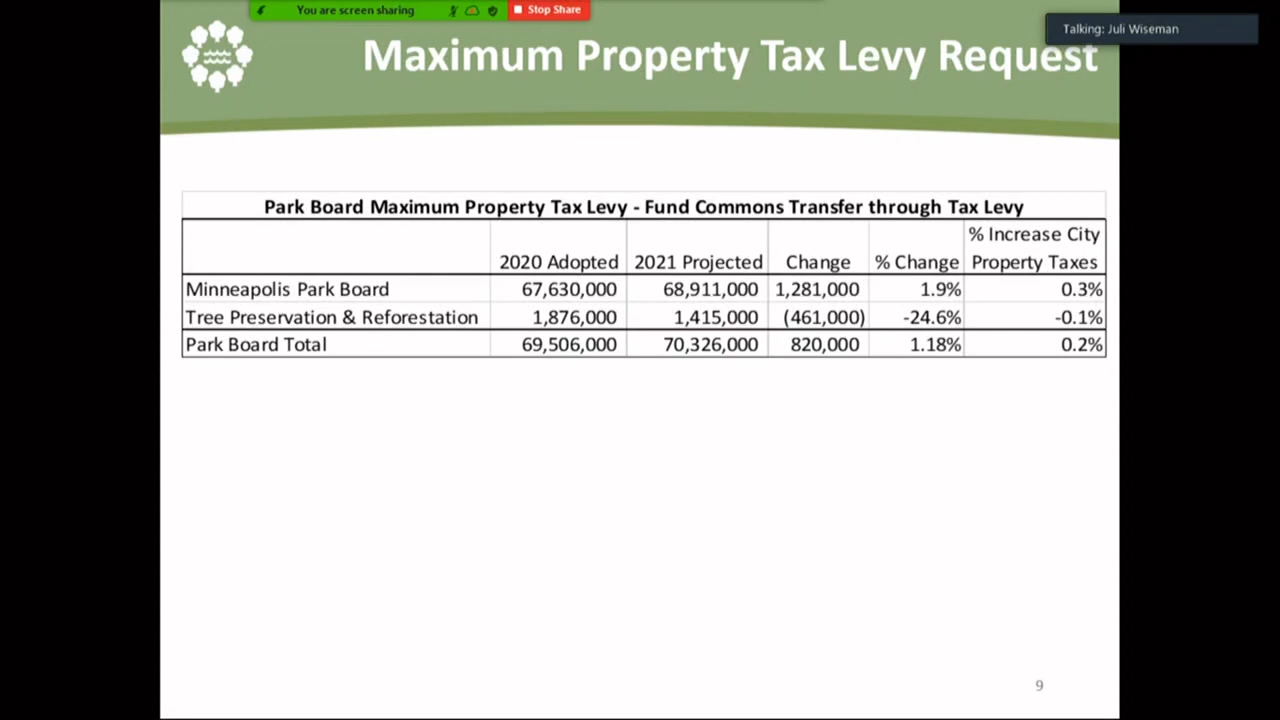 You are screen sharing
Stop Share
Talking: Juli Wiseman
Maximum Property Tax Levy Request
Park Board Maximum Property Tax Levy - Fund Commons Transfer through Tax Levy
2020 Adopted 2021 Projected Change % Change % Increase City Property Taxes
Minneapolis Park Board 67,630,000 68,911,000 1,281,000 1.9% 0.3%
Tree Preservation & Reforestation 1,876,000 1,415,000 (461,000) -24.6% -0.1%
Park Board Total 69,506,000 70,326,000 820,000 1.18% 0.2%
9